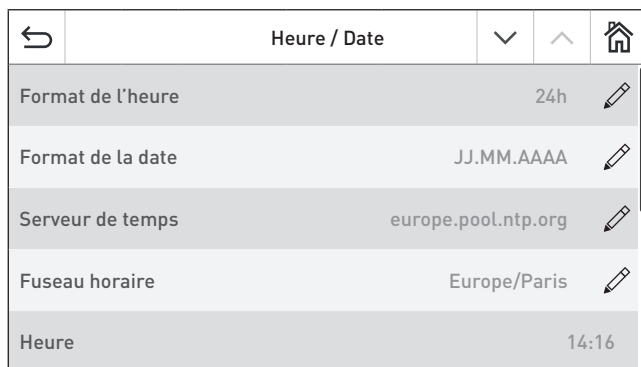 Heure / Date
Format de l'heure 24h
Format de la date JJ.MM.AAAA
Serveur de temps europe.pool.ntp.org
Fuseau horaire Europe/Paris
Heure 14:16